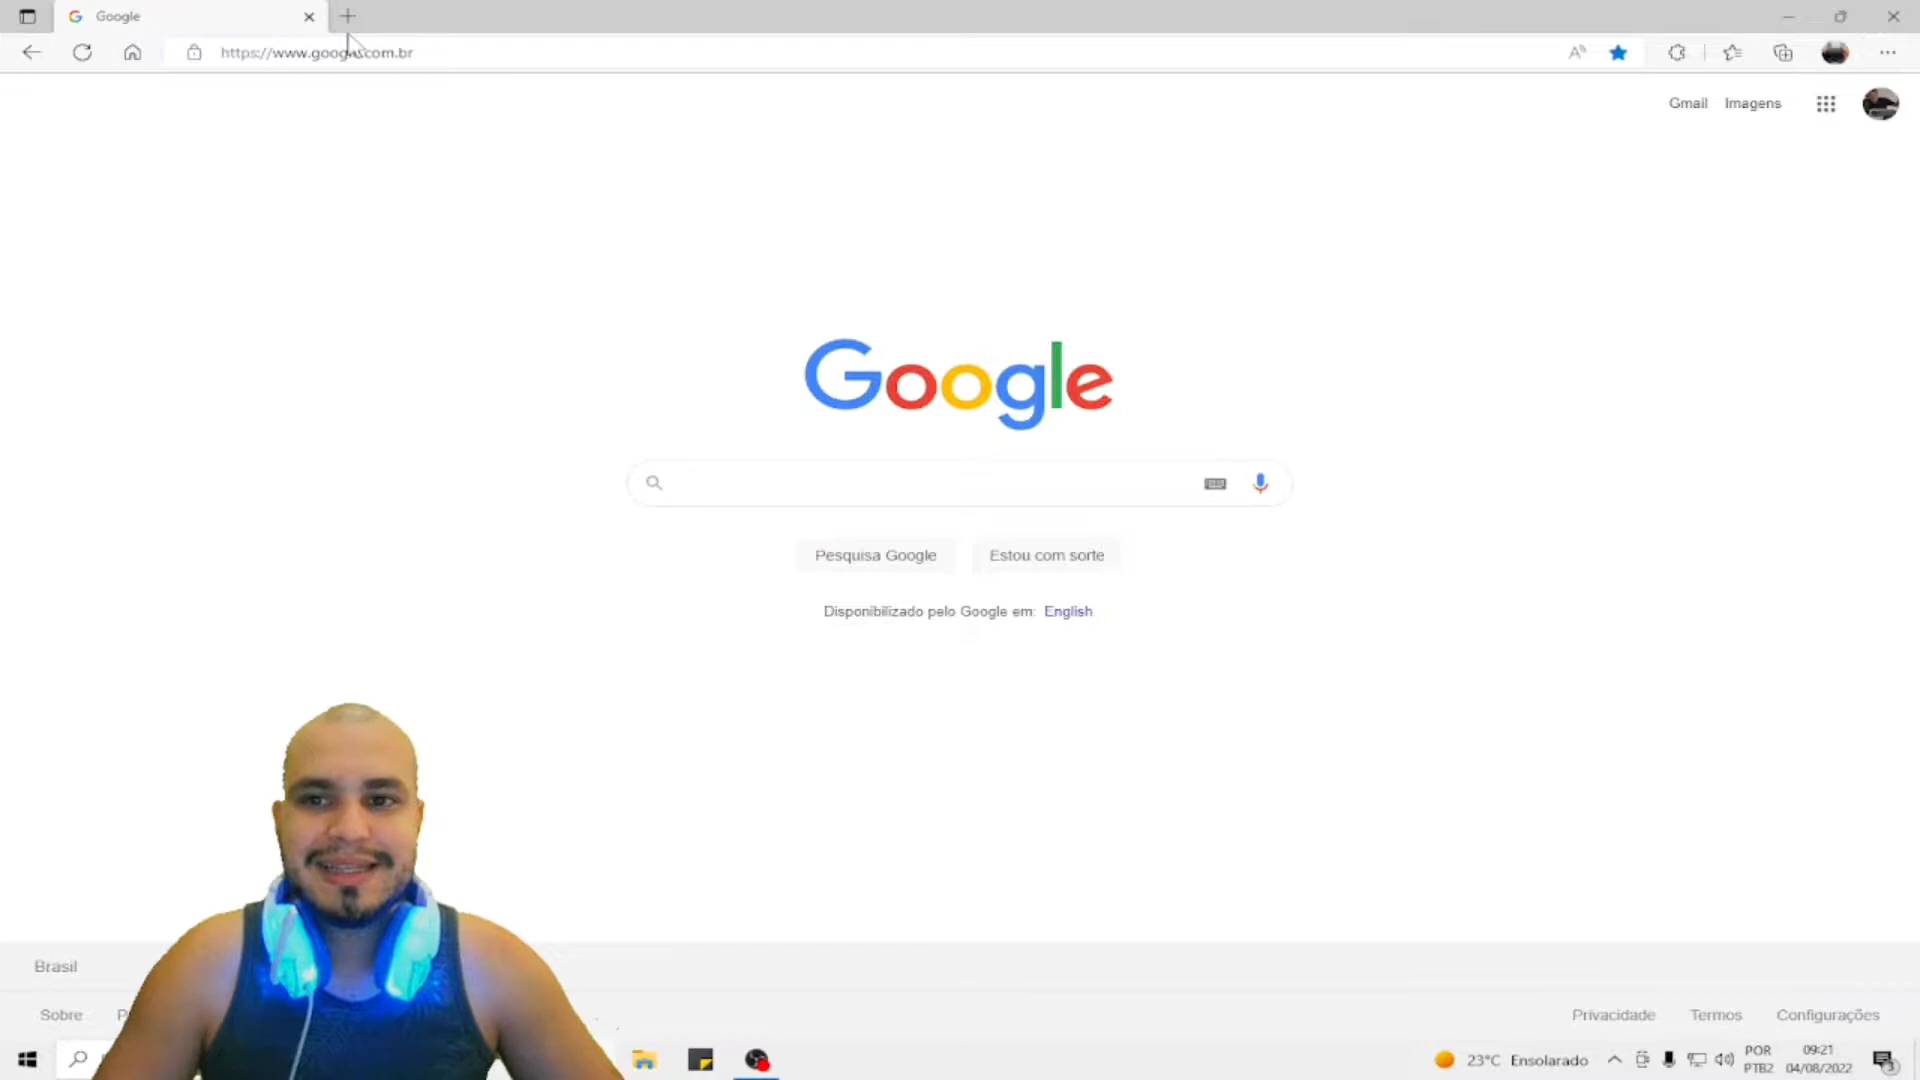 Google
https://www.google.com.br
Gmail
Imagens
Google
Pesquisa Google
Estou com sorte
Disponibilizado pelo Google em: English
Brasil
Sobre
Privacidade
Termos
Configurações
23°C Ensolarado
POR
PTB2
09:21
04/08/2022
3